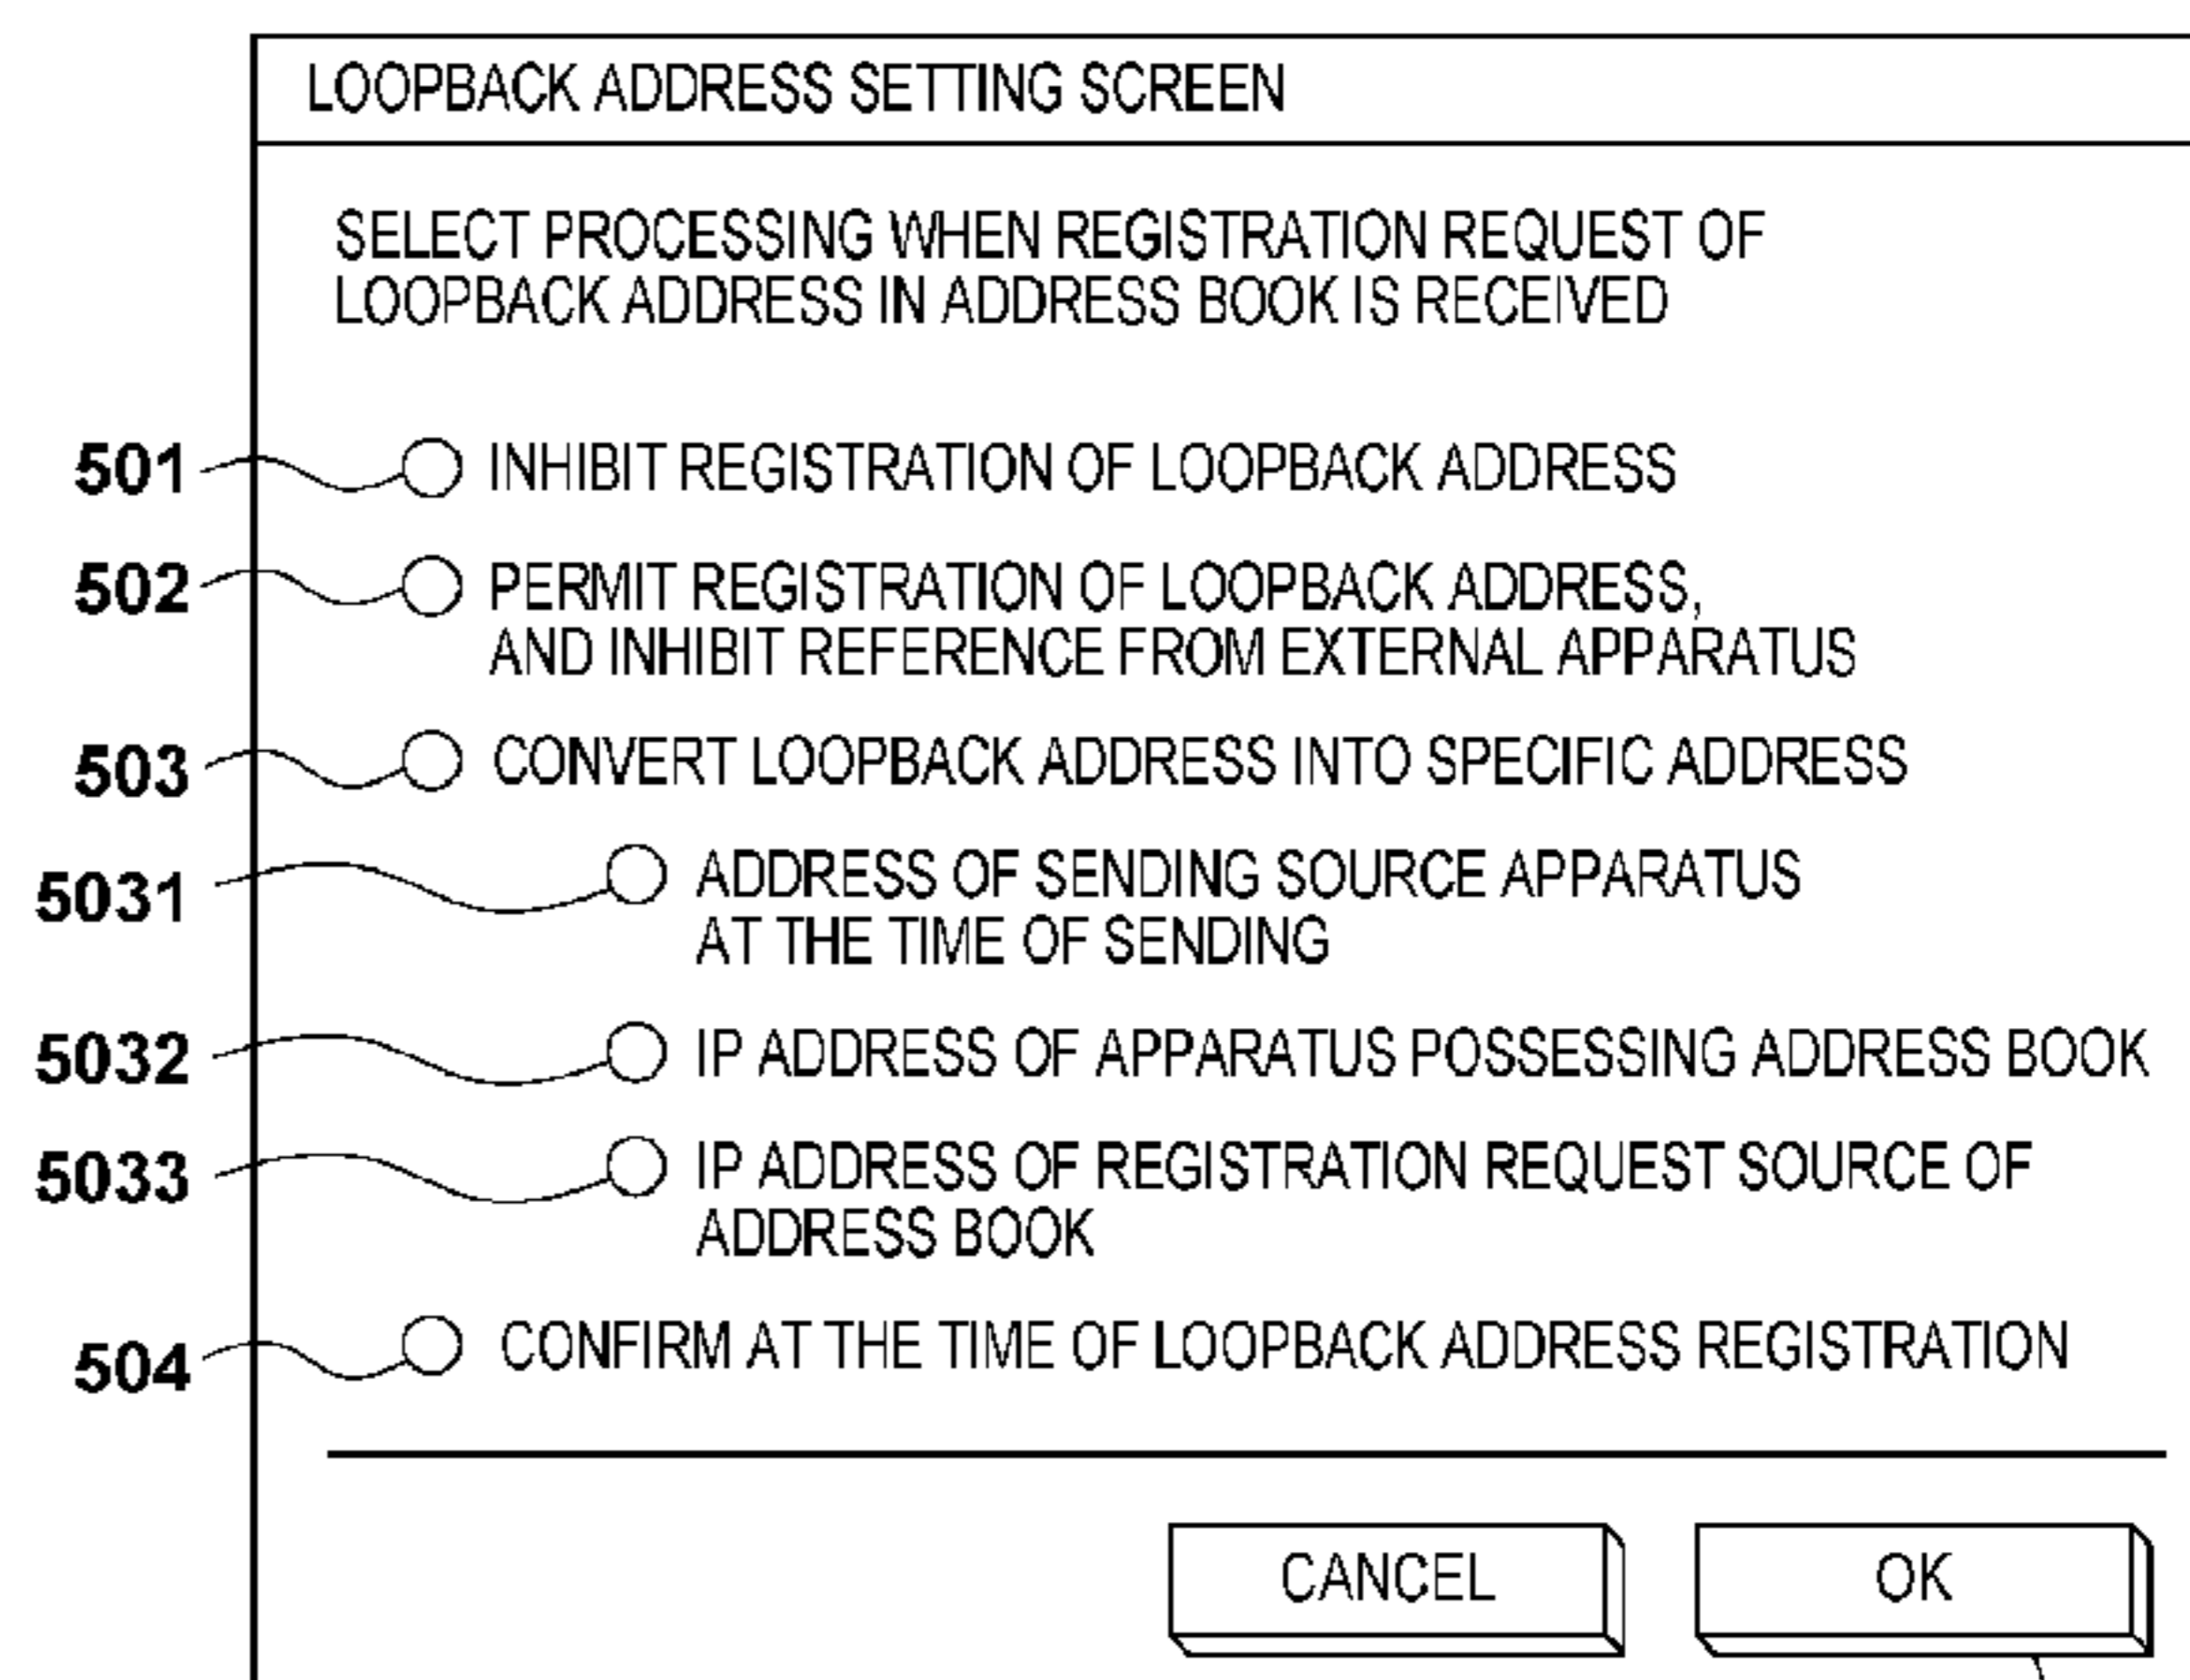 LOOPBACK ADDRESS SETTING SCREEN
SELECT PROCESSING WHEN REGISTRATION REQUEST OF
LOOPBACK ADDRESS IN ADDRESS BOOK IS RECEIVED
501 INHIBIT REGISTRATION OF LOOPBACK ADDRESS
502 PERMIT REGISTRATION OF LOOPBACK ADDRESS,
AND INHIBIT REFERENCE FROM EXTERNAL APPARATUS
503 CONVERT LOOPBACK ADDRESS INTO SPECIFIC ADDRESS
5031 ADDRESS OF SENDING SOURCE APPARATUS
AT THE TIME OF SENDING
5032 IP ADDRESS OF APPARATUS POSSESSING ADDRESS BOOK
5033 IP ADDRESS OF REGISTRATION REQUEST SOURCE OF
ADDRESS BOOK
504 CONFIRM AT THE TIME OF LOOPBACK ADDRESS REGISTRATION
CANCEL OK